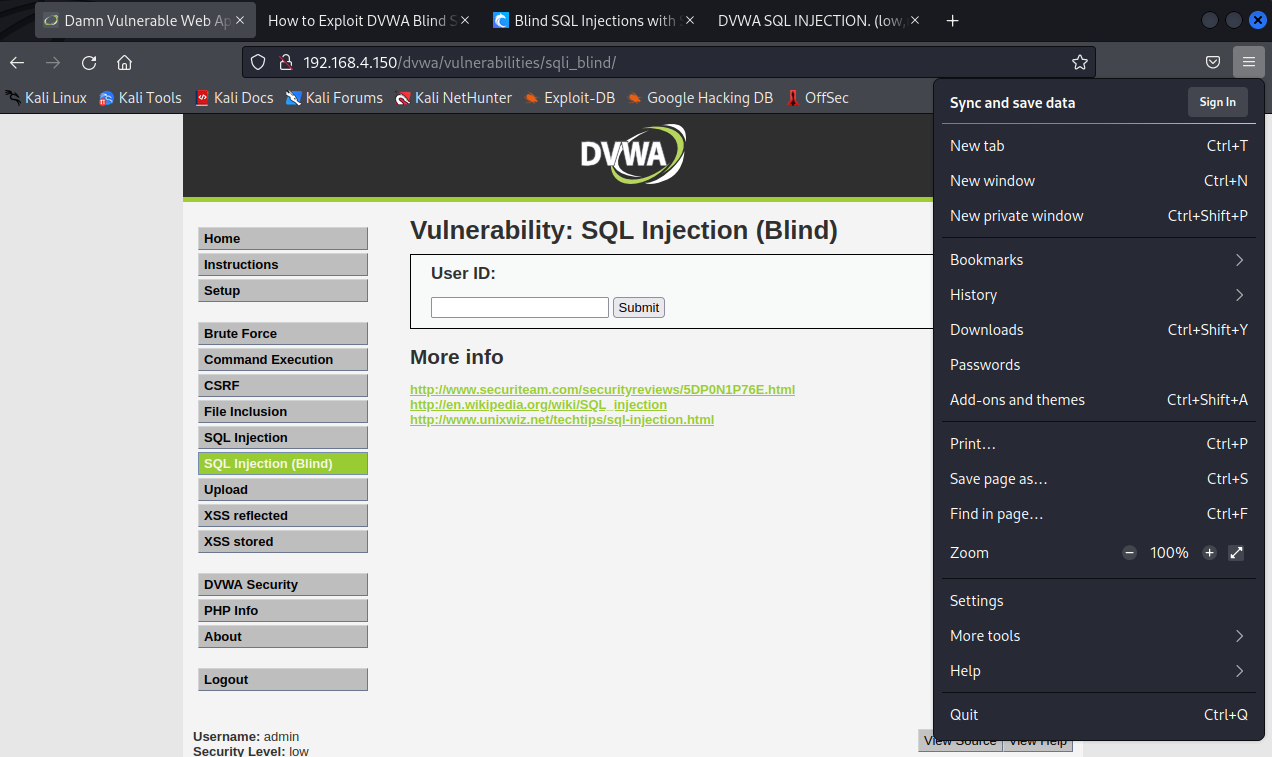 Damn Vulnerable Web Ap
How to Exploit DVWA Blind S
Blind SQL Injections with S
DVWA SQL INJECTION. (low,
192.168.4.150/dvwa/vulnerabilities/sqli_blind/
Kali Linux
Kali Tools
Kali Docs
Kali Forums
Kali NetHunter
Exploit-DB
Google Hacking DB
OffSec
DVWA
Home
Instructions
Setup
Brute Force
Command Execution
CSRF
File Inclusion
SQL Injection
SQL Injection (Blind)
Upload
XSS reflected
XSS stored
DVWA Security
PHP Info
About
Logout
Username: admin
Security Level: low
Vulnerability: SQL Injection (Blind)
User ID:
Submit
More info
http://www.securiteam.com/securityreviews/5DP0N1P76E.html
http://en.wikipedia.org/wiki/SQL_injection
http://www.unixwiz.net/techtips/sql-injection.html
View Source
View Help
Sync and save data
Sign In
New tab Ctrl+T
New window Ctrl+N
New private window Ctrl+Shift+P
Bookmarks
History
Downloads Ctrl+Shift+Y
Passwords
Add-ons and themes Ctrl+Shift+A
Print… Ctrl+P
Save page as… Ctrl+S
Find in page… Ctrl+F
Zoom 100%
Settings
More tools
Help
Quit Ctrl+Q